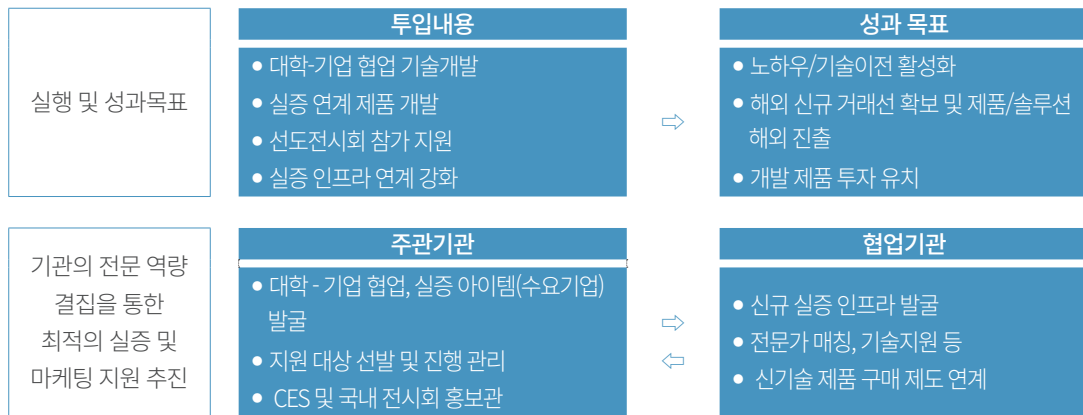 실행 및 성과목표
투입내용
● 대학-기업 협업 기술개발
● 실증 연계 제품 개발
● 선도전시회 참가 지원
● 실증 인프라 연계 강화
⇨
성과 목표
● 노하우/기술이전 활성화
● 해외 신규 거래선 확보 및 제품/솔루션
해외 진출
● 개발 제품 투자 유치
기관의 전문 역량
결집을 통한
최적의 실증 및
마케팅 지원 추진
주관기관
● 대학 - 기업 협업, 실증 아이템(수요기업)
발굴
● 지원 대상 선발 및 진행 관리
● CES 및 국내 전시회 홍보관
⇨
⇦
협업기관
● 신규 실증 인프라 발굴
● 전문가 매칭, 기술지원 등
● 신기술 제품 구매 제도 연계